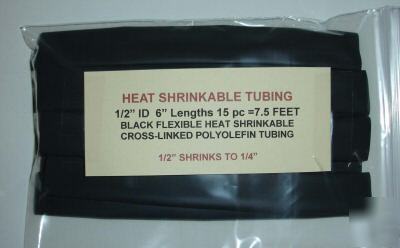 HEAT SHRINKABLE TUBING
1/2" ID 6" Lengths 15 pc =7.5 FEET
BLACK FLEXIBLE HEAT SHRINKABLE
CROSS-LINKED POLYOLEFIN TUBING
1/2" SHRINKS TO 1/4"